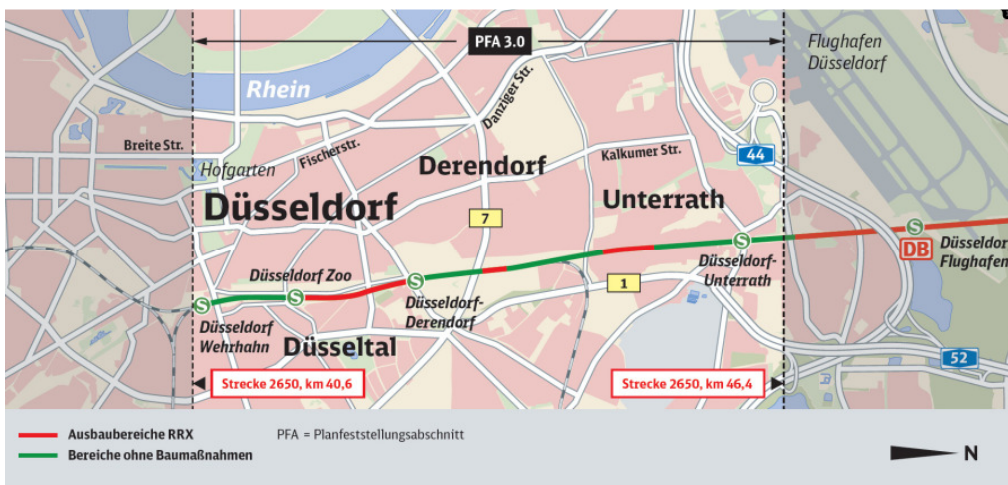 PFA 3.0
Flughafen
Düsseldorf
Rhein
Danziger Str.
Breite Str.
Fischerstr.
Hofgarten
Derendorf
Kalkumer Str.
44
Düsseldorf
Unterrath
7
S
DB
Düsseldor
Flughafen
Düsseldorf Zoo
S
S
S
S
Düsseldorf-
Unterrath
1
Düsseldorf
Wehrhahn
Düsseldorf-
Derendorf
Düsseltal
52
Strecke 2650, km 40,6
Strecke 2650, km 46,4
Ausbaubereiche RRX
PFA = Planfeststellungsabschnitt
Bereiche ohne Baumaßnahmen
N